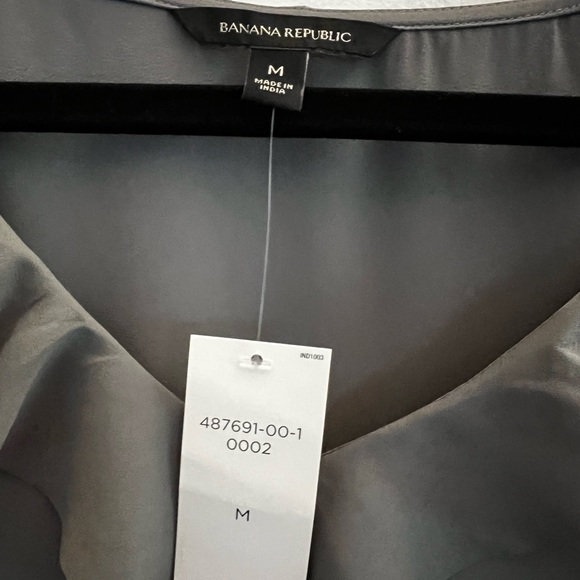 BANANA REPUBLIC
M
MADE IN
INDIA
IND1003
487691-00-1
0002
M